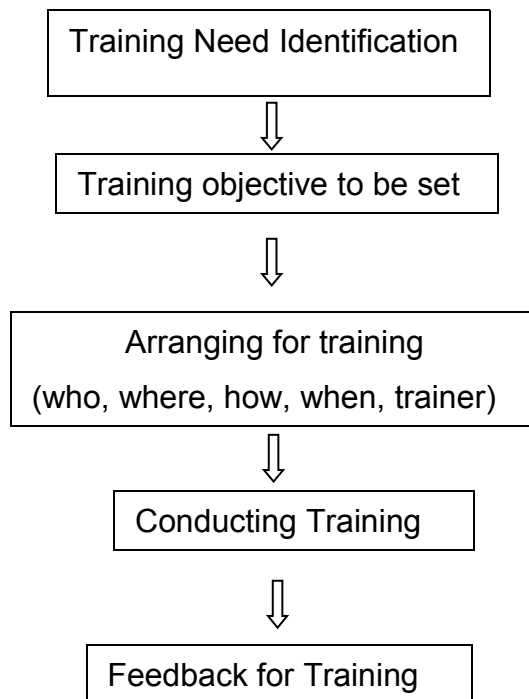 Training Need Identification
Training objective to be set
Arranging for training
(who, where, how, when, trainer)
Conducting Training
Feedback for Training